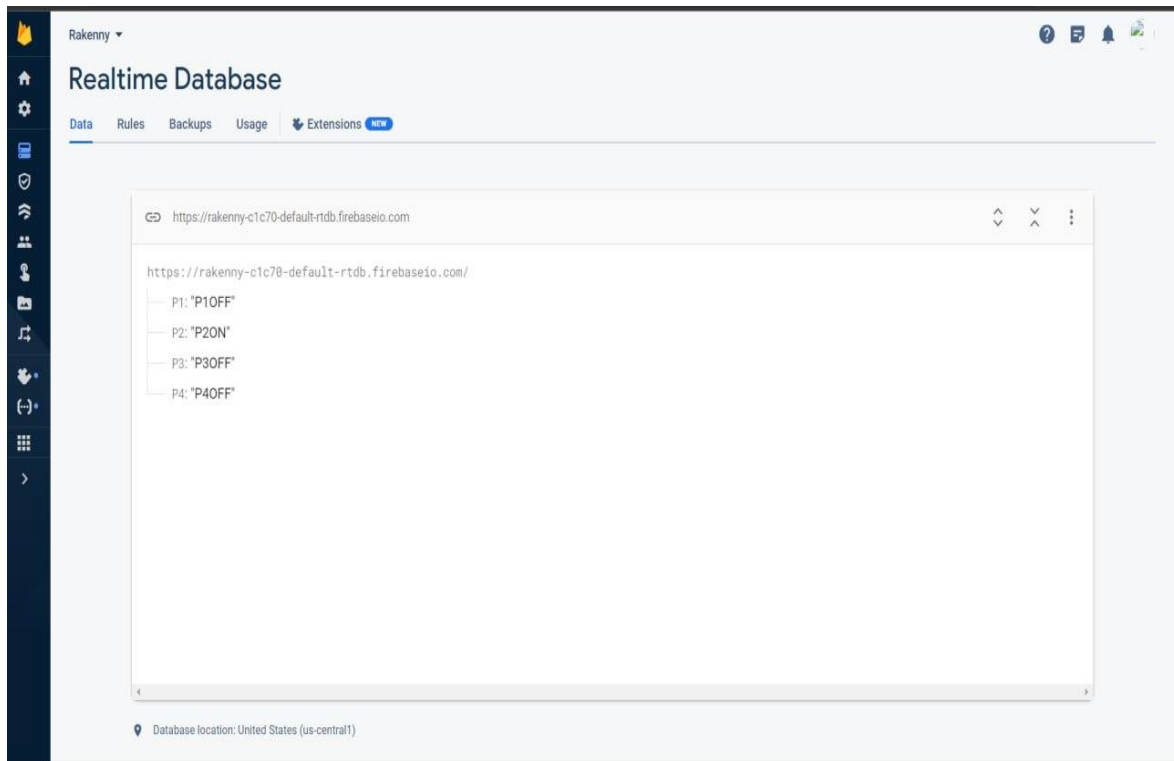 Rakenny
Realtime Database
Data Rules Backups Usage Extensions NEW
https://rakenny-c1c70-default-rtdb.firebaseio.com
https://rakenny-c1c70-default-rtdb.firebaseio.com/
P1: "P1OFF"
P2: "P2ON"
P3: "P3OFF"
P4: "P4OFF"
Database location: United States (us-central1)